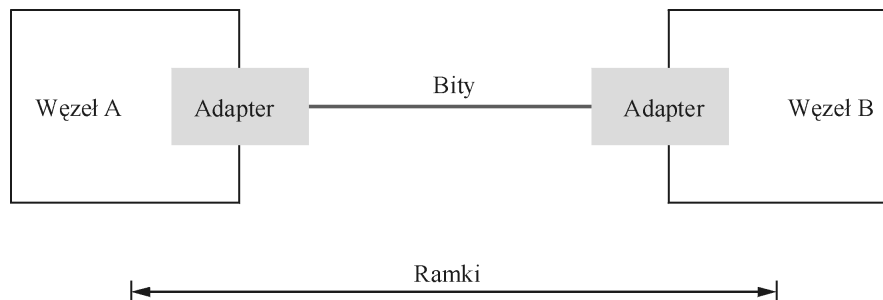 Bity
Węzeł A
Adapter
Adapter
Węzeł B
Ramki